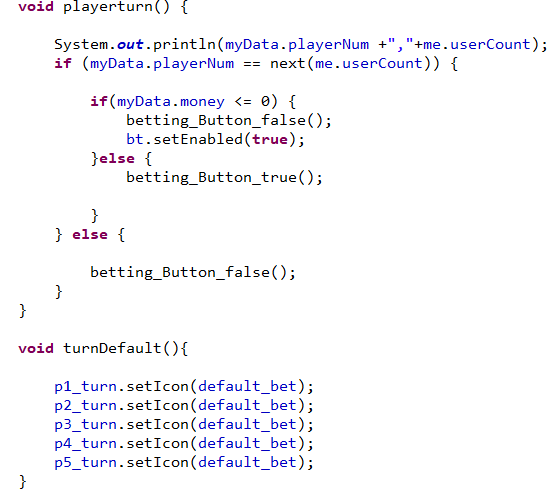 void playerturn() {
System.out.println(myData.playerNum +","+me.userCount);
if (myData.playerNum == next(me.userCount)) {
if(myData.money <= 0) {
betting_Button_false();
bt.setEnabled(true);
}else {
betting_Button_true();
}
} else {
betting_Button_false();
}
}
void turnDefault(){
p1_turn.setIcon(default_bet);
p2_turn.setIcon(default_bet);
p3_turn.setIcon(default_bet);
p4_turn.setIcon(default_bet);
p5_turn.setIcon(default_bet);
}